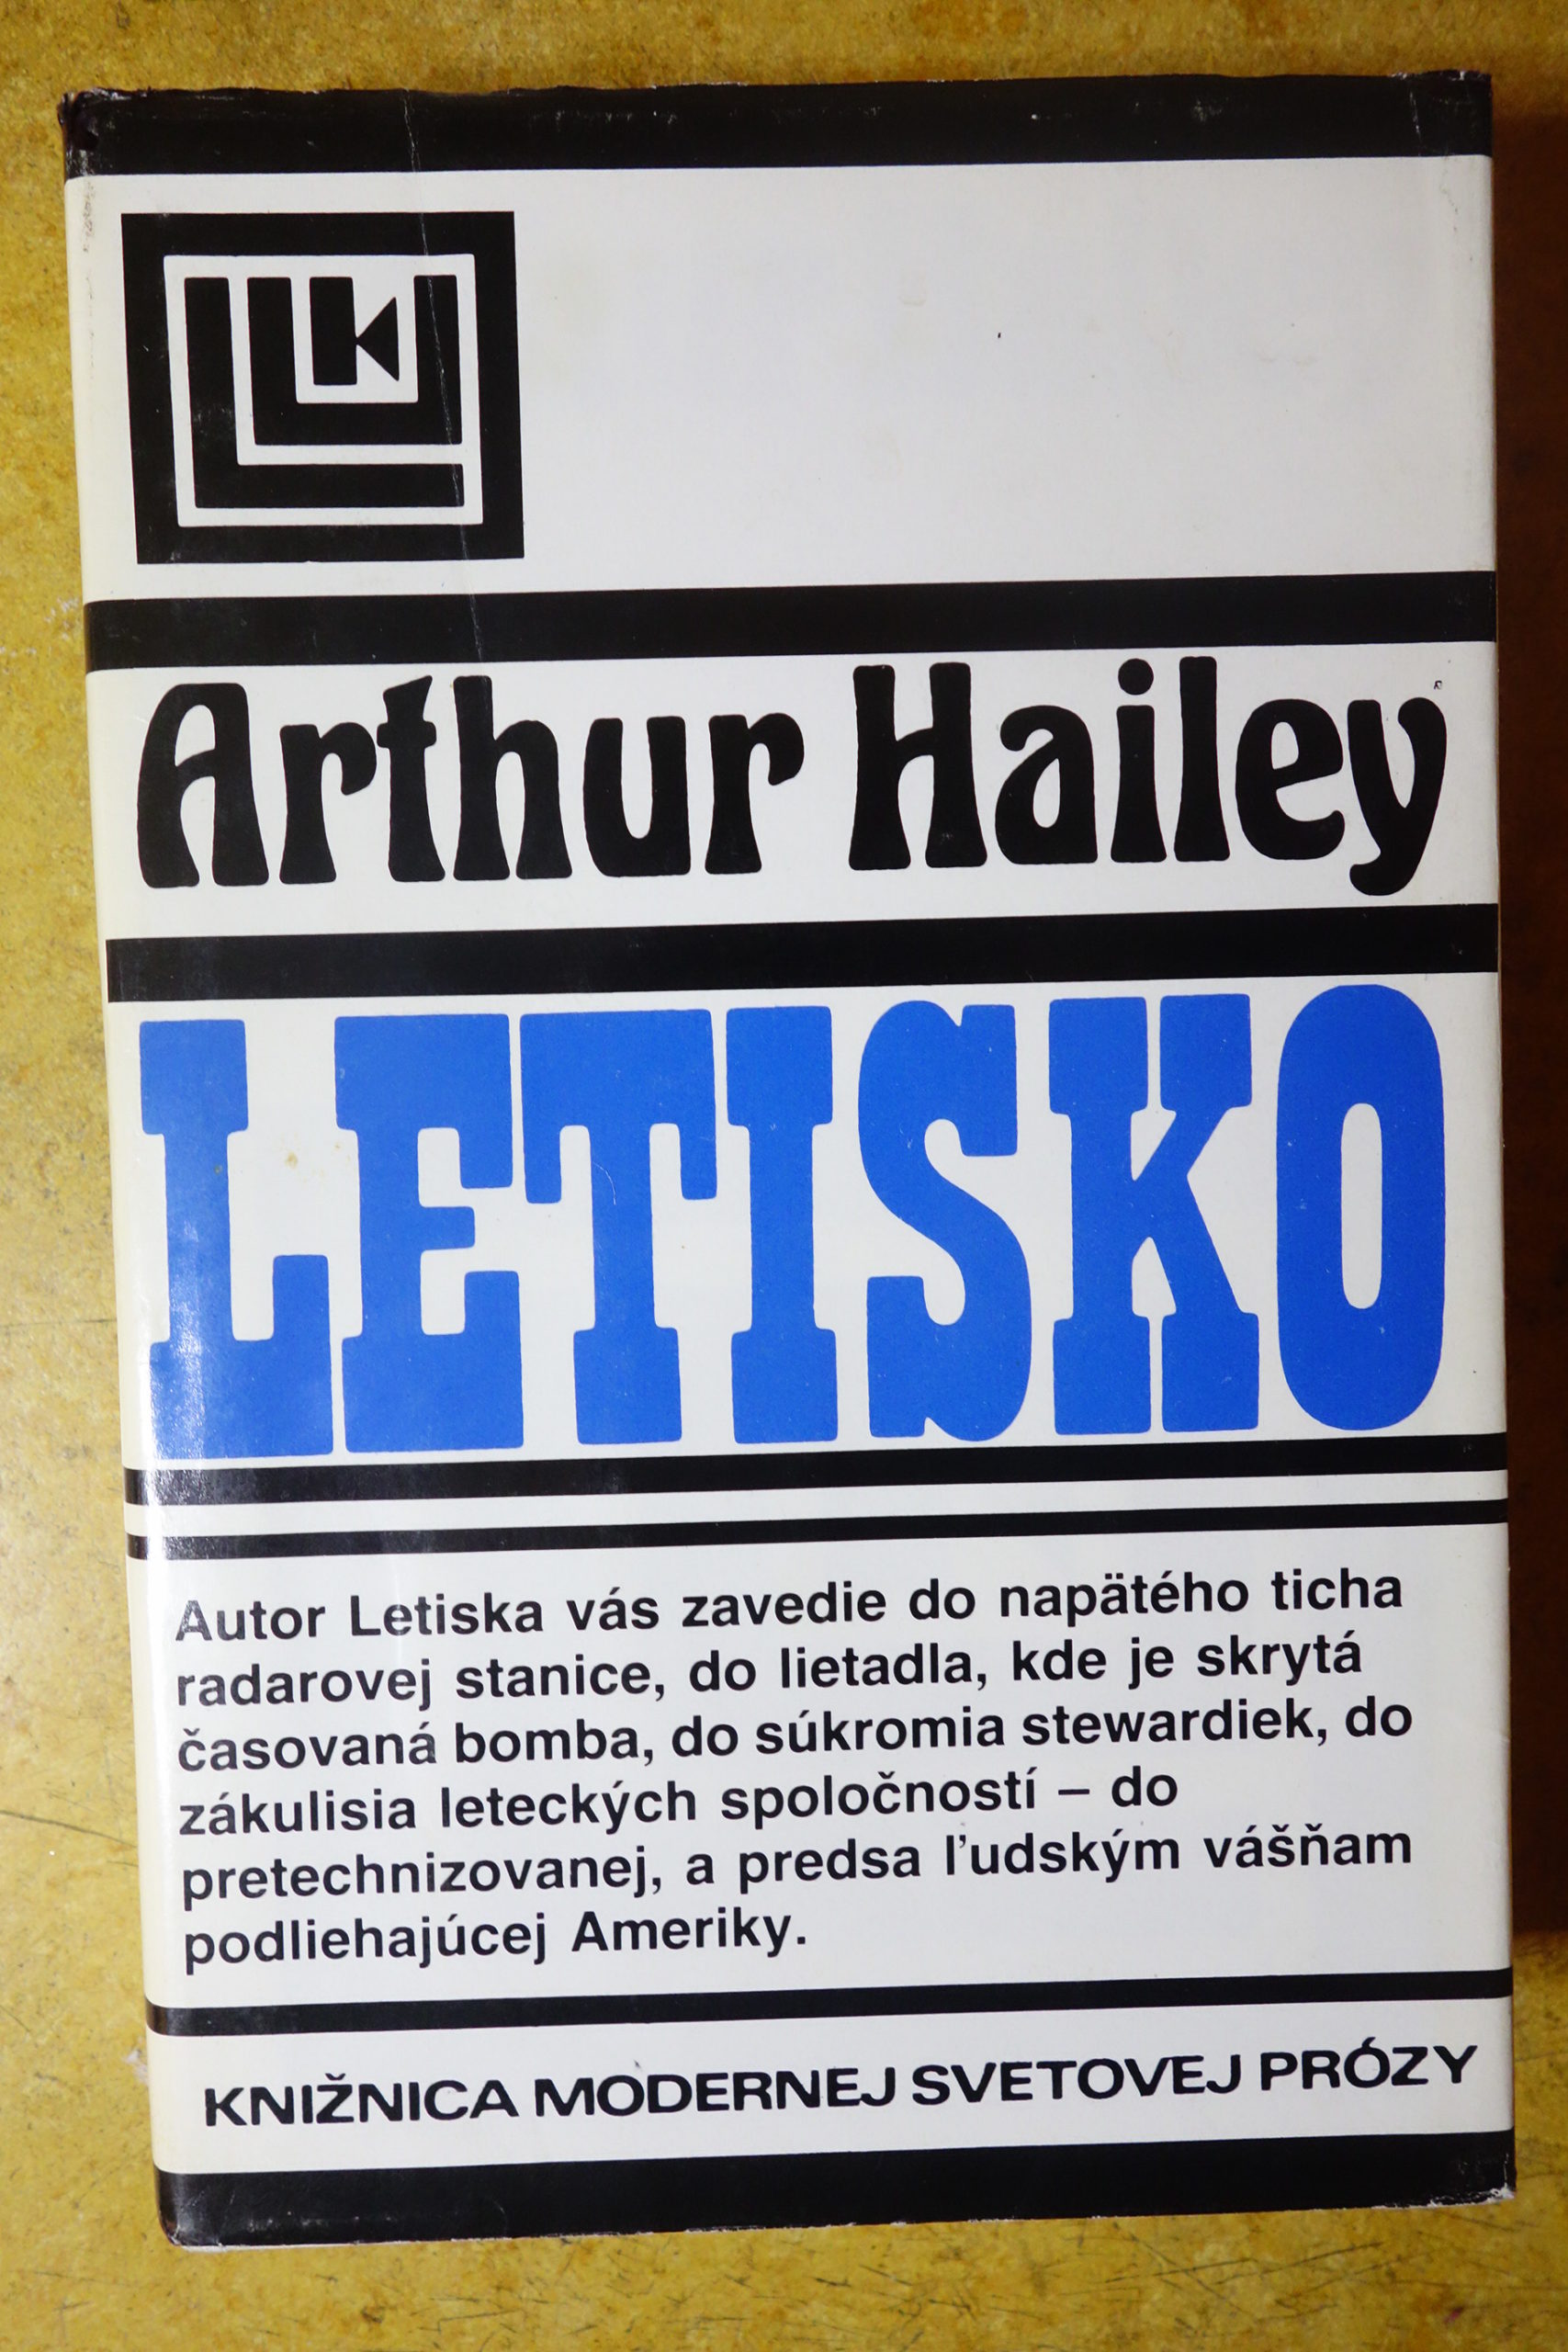 Arthur Hailey
LETISKO
Autor Letiska vás zavedie do napätého ticha
radarovej stanice, do lietadla, kde je skrytá
časovaná bomba, do súkromia stewardiek, do
zákulisia leteckých spoločností – do
pretechnizovanej, a predsa ľudským vášňam
podliehajúcej Ameriky.
KNIŽNICA MODERNEJ SVETOVEJ PRÓZY